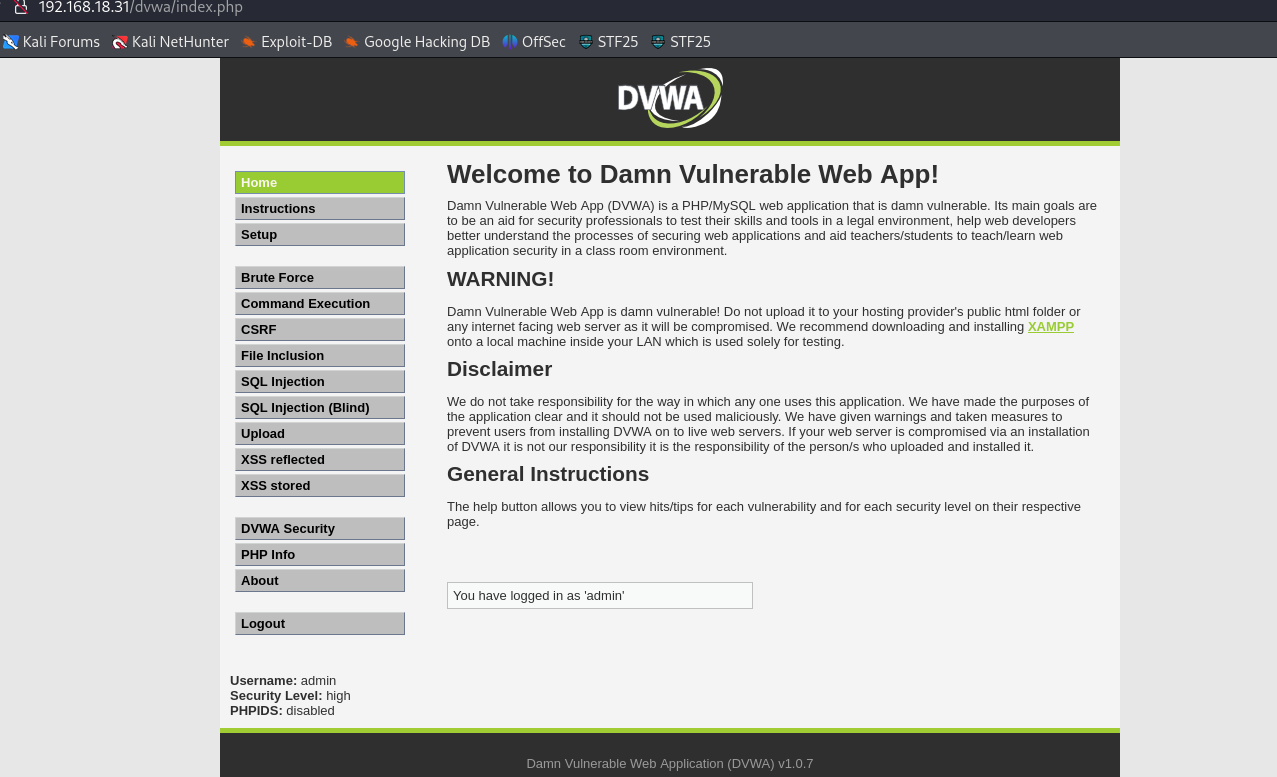 192.168.18.31/dvwa/index.php
Kali Forums Kali NetHunter Exploit-DB Google Hacking DB OffSec STF25 STF25
DVWA
Home
Instructions
Setup
Brute Force
Command Execution
CSRF
File Inclusion
SQL Injection
SQL Injection (Blind)
Upload
XSS reflected
XSS stored
DVWA Security
PHP Info
About
Logout
Username: admin
Security Level: high
PHPIDS: disabled
Welcome to Damn Vulnerable Web App!
Damn Vulnerable Web App (DVWA) is a PHP/MySQL web application that is damn vulnerable. Its main goals are
to be an aid for security professionals to test their skills and tools in a legal environment, help web developers
better understand the processes of securing web applications and aid teachers/students to teach/learn web
application security in a class room environment.
WARNING!
Damn Vulnerable Web App is damn vulnerable! Do not upload it to your hosting provider's public html folder or
any internet facing web server as it will be compromised. We recommend downloading and installing XAMPP
onto a local machine inside your LAN which is used solely for testing.
Disclaimer
We do not take responsibility for the way in which any one uses this application. We have made the purposes of
the application clear and it should not be used maliciously. We have given warnings and taken measures to
prevent users from installing DVWA on to live web servers. If your web server is compromised via an installation
of DVWA it is not our responsibility it is the responsibility of the person/s who uploaded and installed it.
General Instructions
The help button allows you to view hits/tips for each vulnerability and for each security level on their respective
page.
You have logged in as 'admin'
Damn Vulnerable Web Application (DVWA) v1.0.7